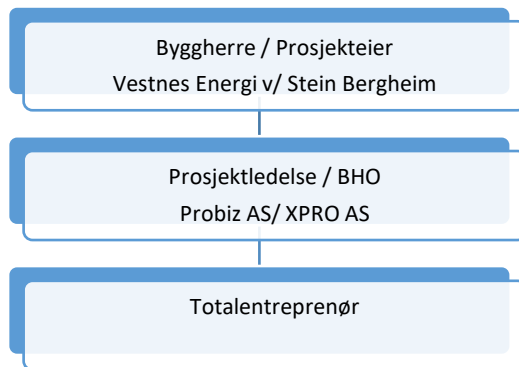 Byggherre / Prosjekteier
Vestnes Energi v/ Stein Bergheim
Prosjektledelse / BHO
Probiz AS/ XPRO AS
Totalentreprenør